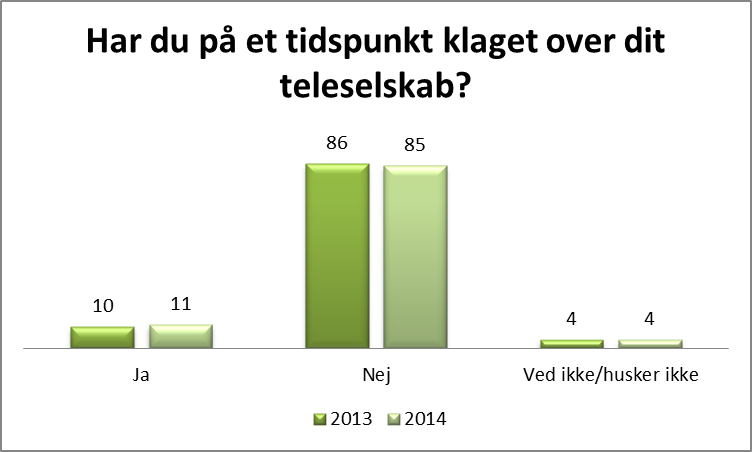 Har du på et tidspunkt klaget over dit
teleselskab?
86
85
10
11
4
4
Ja
Nej
Ved ikke/husker ikke
2013
2014